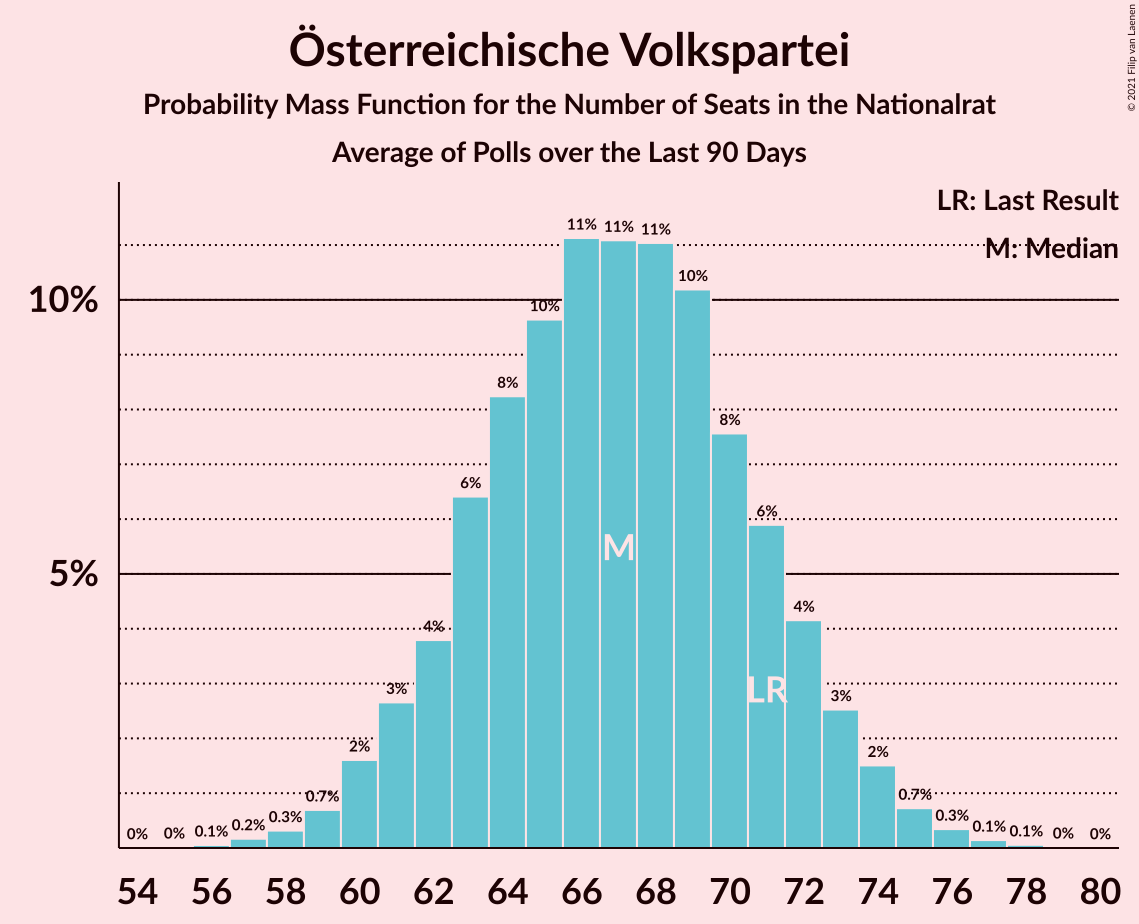 Österreichische Volkspartei
Probability Mass Function for the Number of Seats in the Nationalrat
Average of Polls over the Last 90 Days
© 2021 Filip van Laenen
LR: Last Result
M: Median
10%
5%
0% 0% 0.1% 0.2% 0.3% 0.7% 2% 3% 4% 6% 8% 10% 11% 11% 11% 10% 8% 6% 4% 3% 2% 0.7% 0.3% 0.1% 0.1% 0% 0%
M
LR
54 56 58 60 62 64 66 68 70 72 74 76 78 80